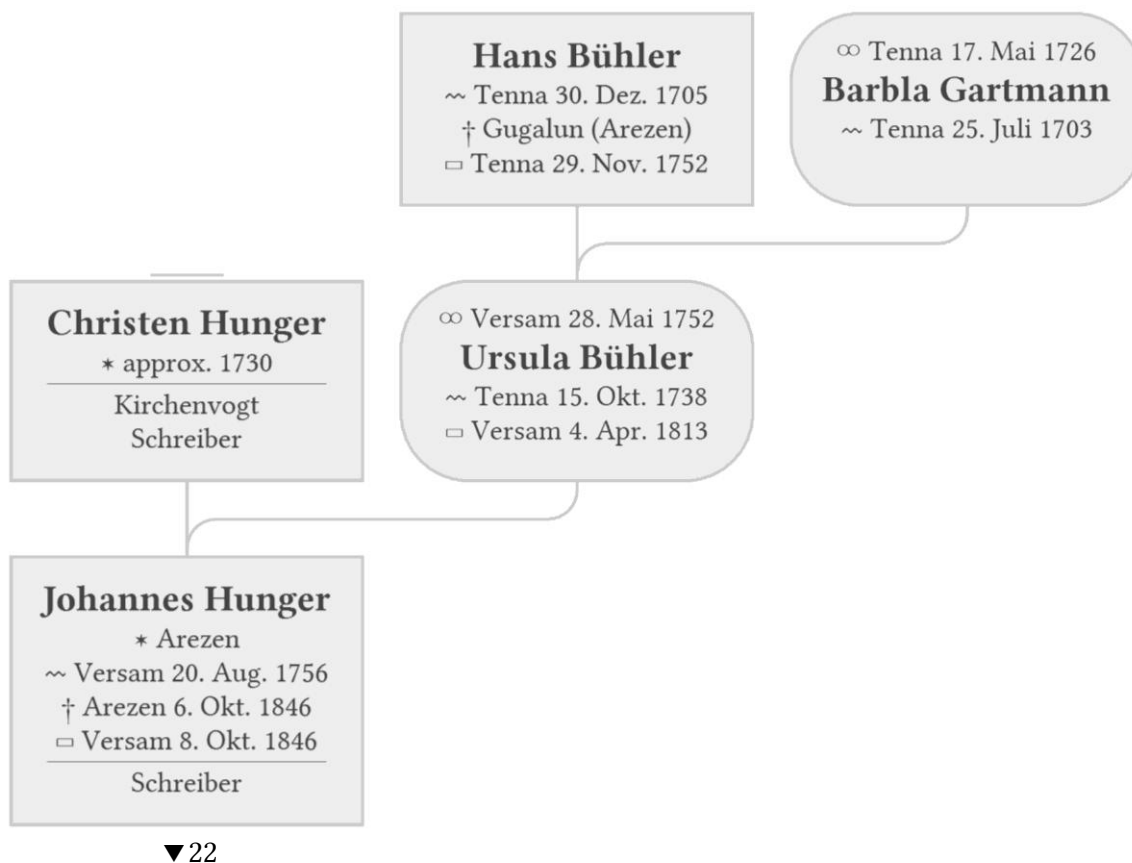 Hans Bühler
~ Tenna 30. Dez. 1705
† Gugalun (Arezen)
▭ Tenna 29. Nov. 1752
⚭ Tenna 17. Mai 1726
Barbla Gartmann
~ Tenna 25. Juli 1703
Christen Hunger
* approx. 1730
Kirchenvogt
Schreiber
⚭ Versam 28. Mai 1752
Ursula Bühler
~ Tenna 15. Okt. 1738
▭ Versam 4. Apr. 1813
Johannes Hunger
* Arezen
~ Versam 20. Aug. 1756
† Arezen 6. Okt. 1846
▭ Versam 8. Okt. 1846
Schreiber
▼22